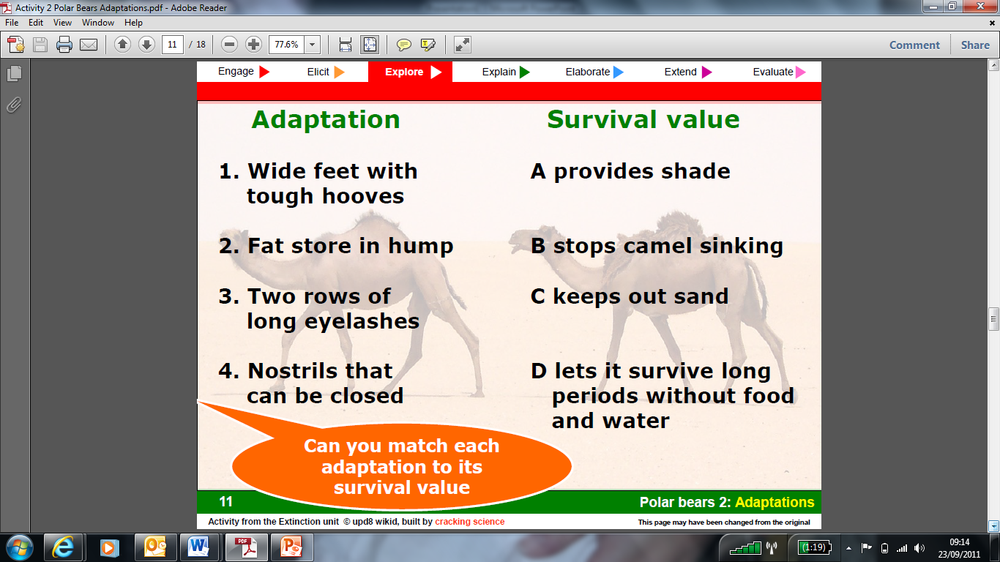 Activity 2 Polar Bears Adaptations.pdf - Adobe Reader
File Edit View Window Help
11 / 18 77.6% Comment Share
Engage Elicit Explore Explain Elaborate Extend Evaluate
Adaptation
1. Wide feet with
tough hooves
2. Fat store in hump
3. Two rows of
long eyelashes
4. Nostrils that
can be closed
Survival value
A provides shade
B stops camel sinking
C keeps out sand
D lets it survive long
periods without food
and water
Can you match each
adaptation to its
survival value
11 Polar bears 2: Adaptations
Activity from the Extinction unit © upd8 wikid, built by cracking science
This page may have been changed from the original
(1:19)
09:14
23/09/2011